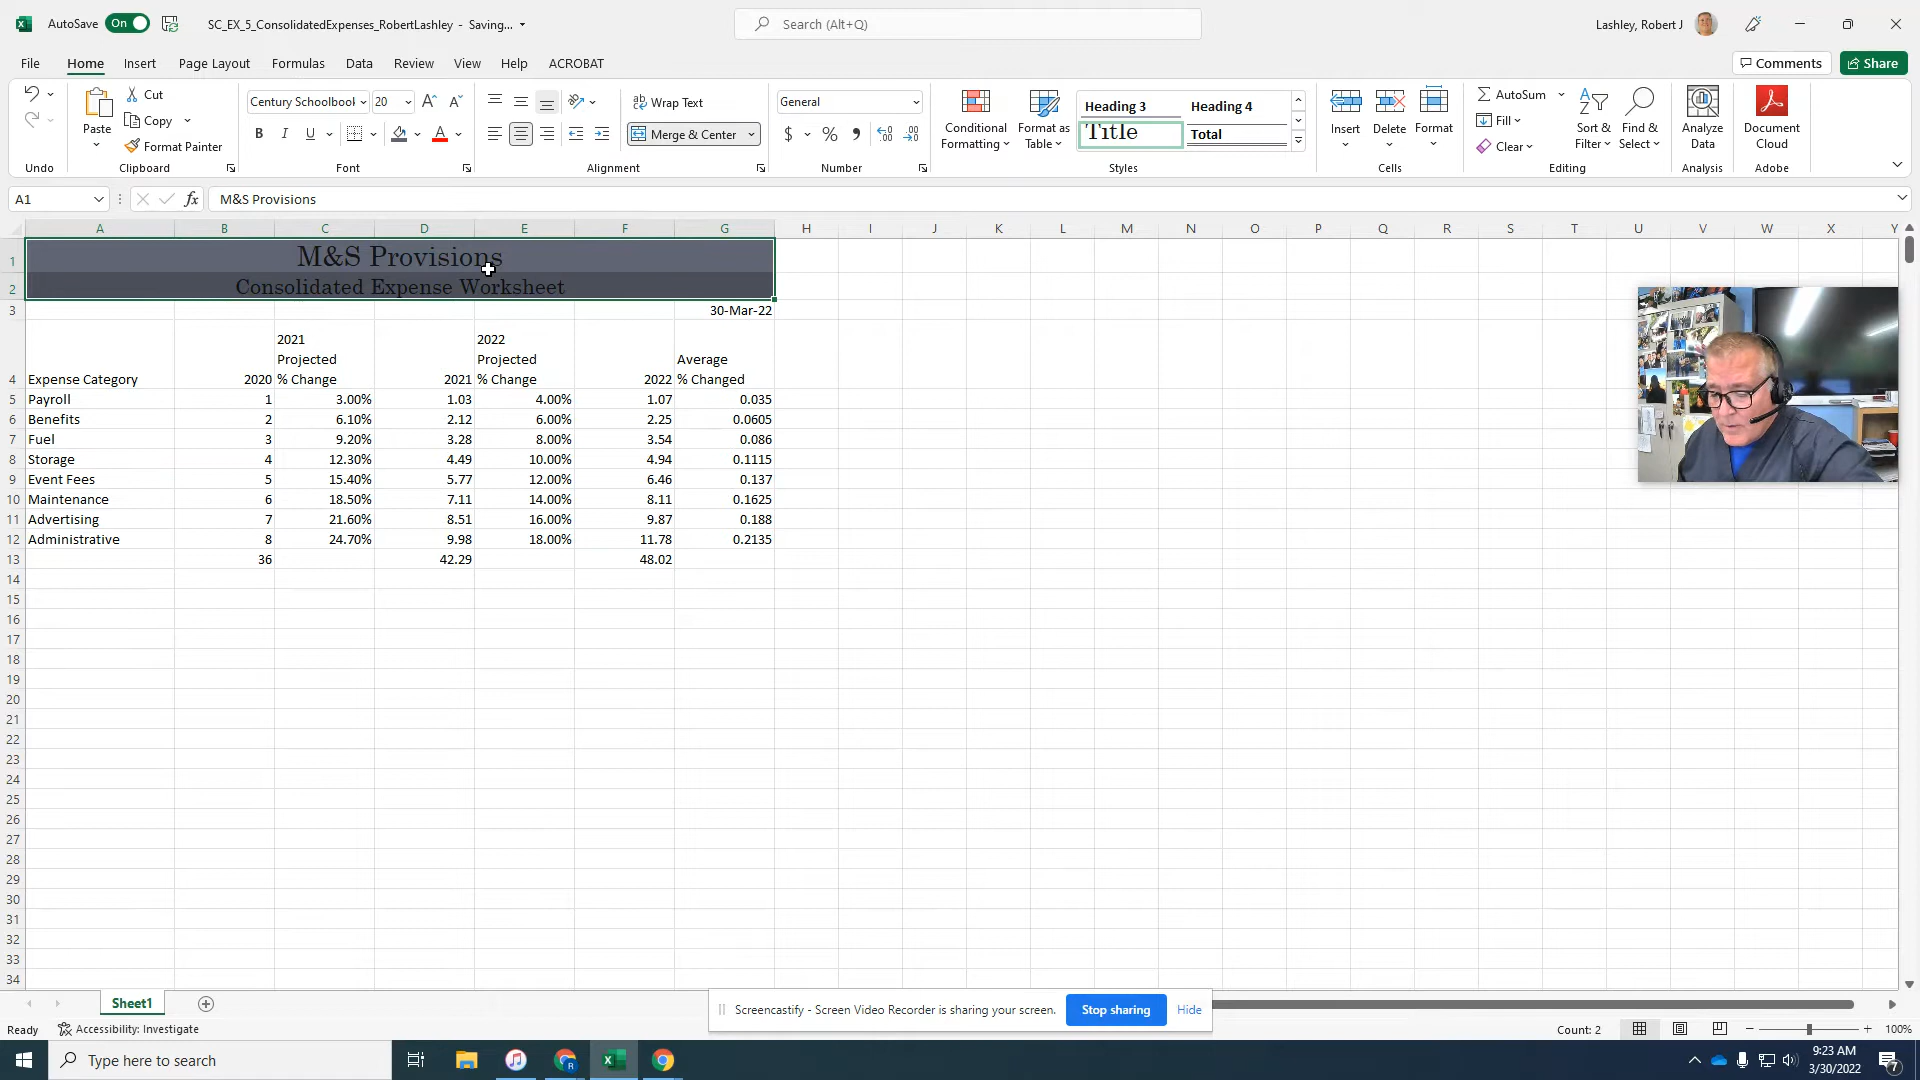 AutoSave On SC_EX_5_ConsolidatedExpenses_RobertLashley - Saving... Search (Alt+Q) Lashley, Robert J
File Home Insert Page Layout Formulas Data Review View Help ACROBAT Comments Share
Paste Cut Copy Format Painter
Century Schoolbook 20 B I U A
Wrap Text Merge & Center
General $ % ,
Conditional Formatting Format as Table
Heading 3 Heading 4
Title Total
Insert Delete Format
AutoSum Fill Clear Sort & Filter Find & Select
Analyze Data Document Cloud
Undo Clipboard Font Alignment Number Styles Cells Editing Analysis Adobe
A1 fx M&S Provisions
A B C D E F G H I J K L M N O P Q R S T U V W X Y
1 M&S Provisions
2 Consolidated Expense Worksheet
3 30-Mar-22
2021 2022
Projected Projected Average
4 Expense Category 2020 % Change 2021 % Change 2022 % Changed
5 Payroll 1 3.00% 1.03 4.00% 1.07 0.035
6 Benefits 2 6.10% 2.12 6.00% 2.25 0.0605
7 Fuel 3 9.20% 3.28 8.00% 3.54 0.086
8 Storage 4 12.30% 4.49 10.00% 4.94 0.1115
9 Event Fees 5 15.40% 5.77 12.00% 6.46 0.137
10 Maintenance 6 18.50% 7.11 14.00% 8.11 0.1625
11 Advertising 7 21.60% 8.51 16.00% 9.87 0.188
12 Administrative 8 24.70% 9.98 18.00% 11.78 0.2135
13 36 42.29 48.02
14
15
16
17
18
19
20
21
22
23
24
25
26
27
28
29
30
31
32
33
34
Sheet1
Screencastify - Screen Video Recorder is sharing your screen. Stop sharing Hide
Ready Accessibility: Investigate Count: 2 100%
Type here to search 9:23 AM
3/30/2022 7